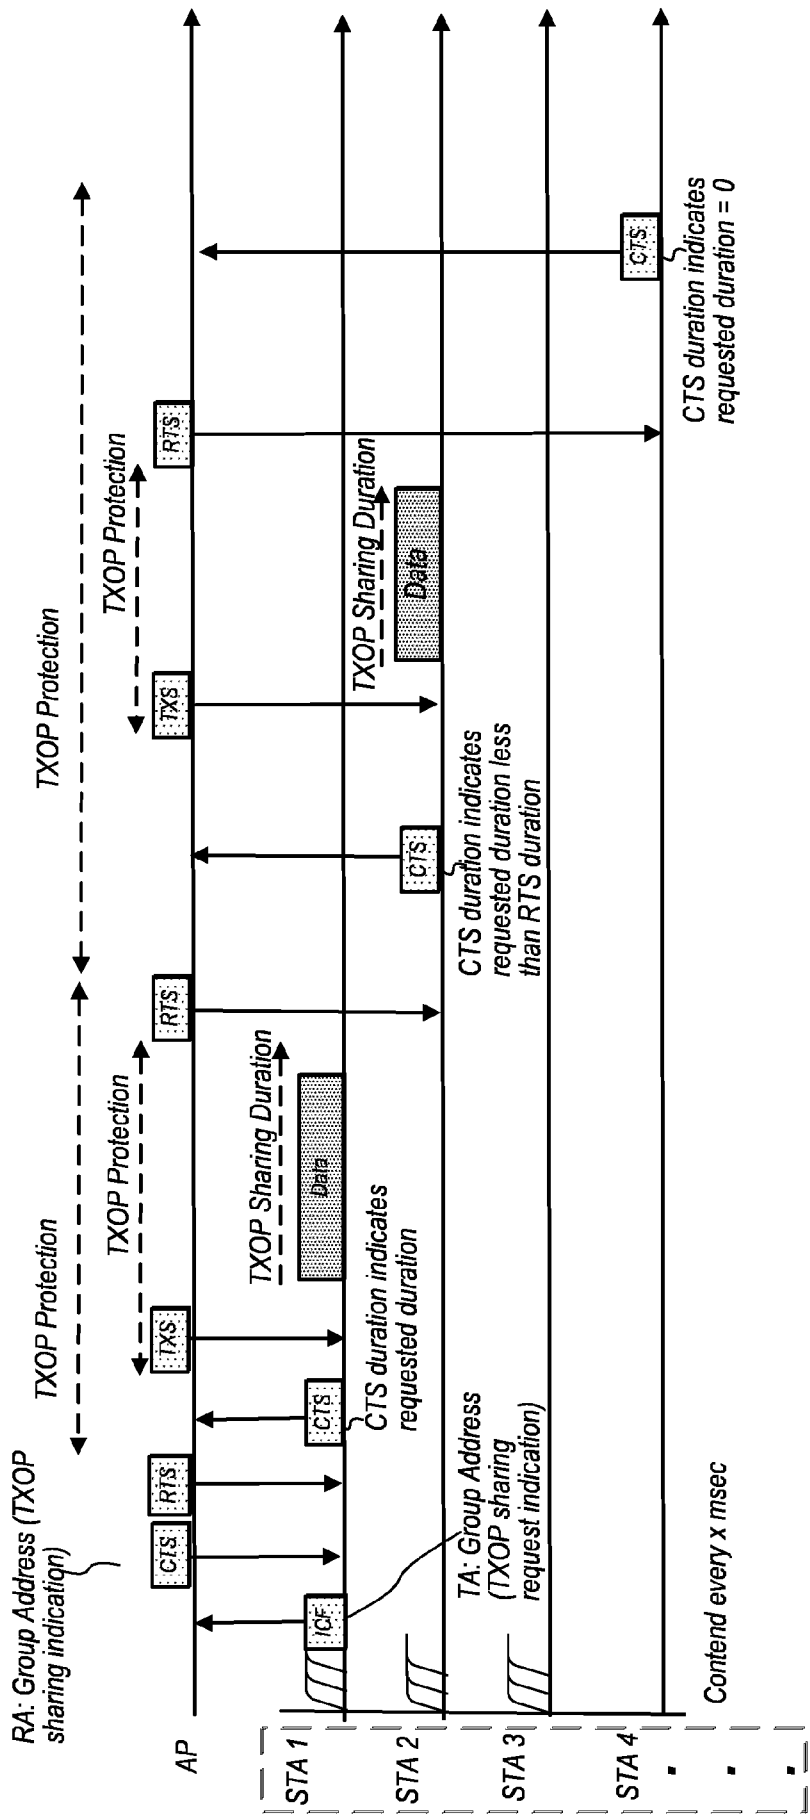 RA: Group Address (TXOP
sharing indication)
TXOP Protection
TXOP Protection
TXOP Protection
TXOP Protection
AP
CTS
RTS
TXS
RTS
TXS
RTS
STA 1
ICF
CTS
CTS duration indicates
requested duration
TXOP Sharing Duration
Data
STA 2
CTS
CTS duration indicates
requested duration less
than RTS duration
TXOP Sharing Duration
Data
TA: Group Address
(TXOP sharing
request indication)
STA 3
STA 4
CTS
CTS duration indicates
requested duration = 0
Contend every x msec